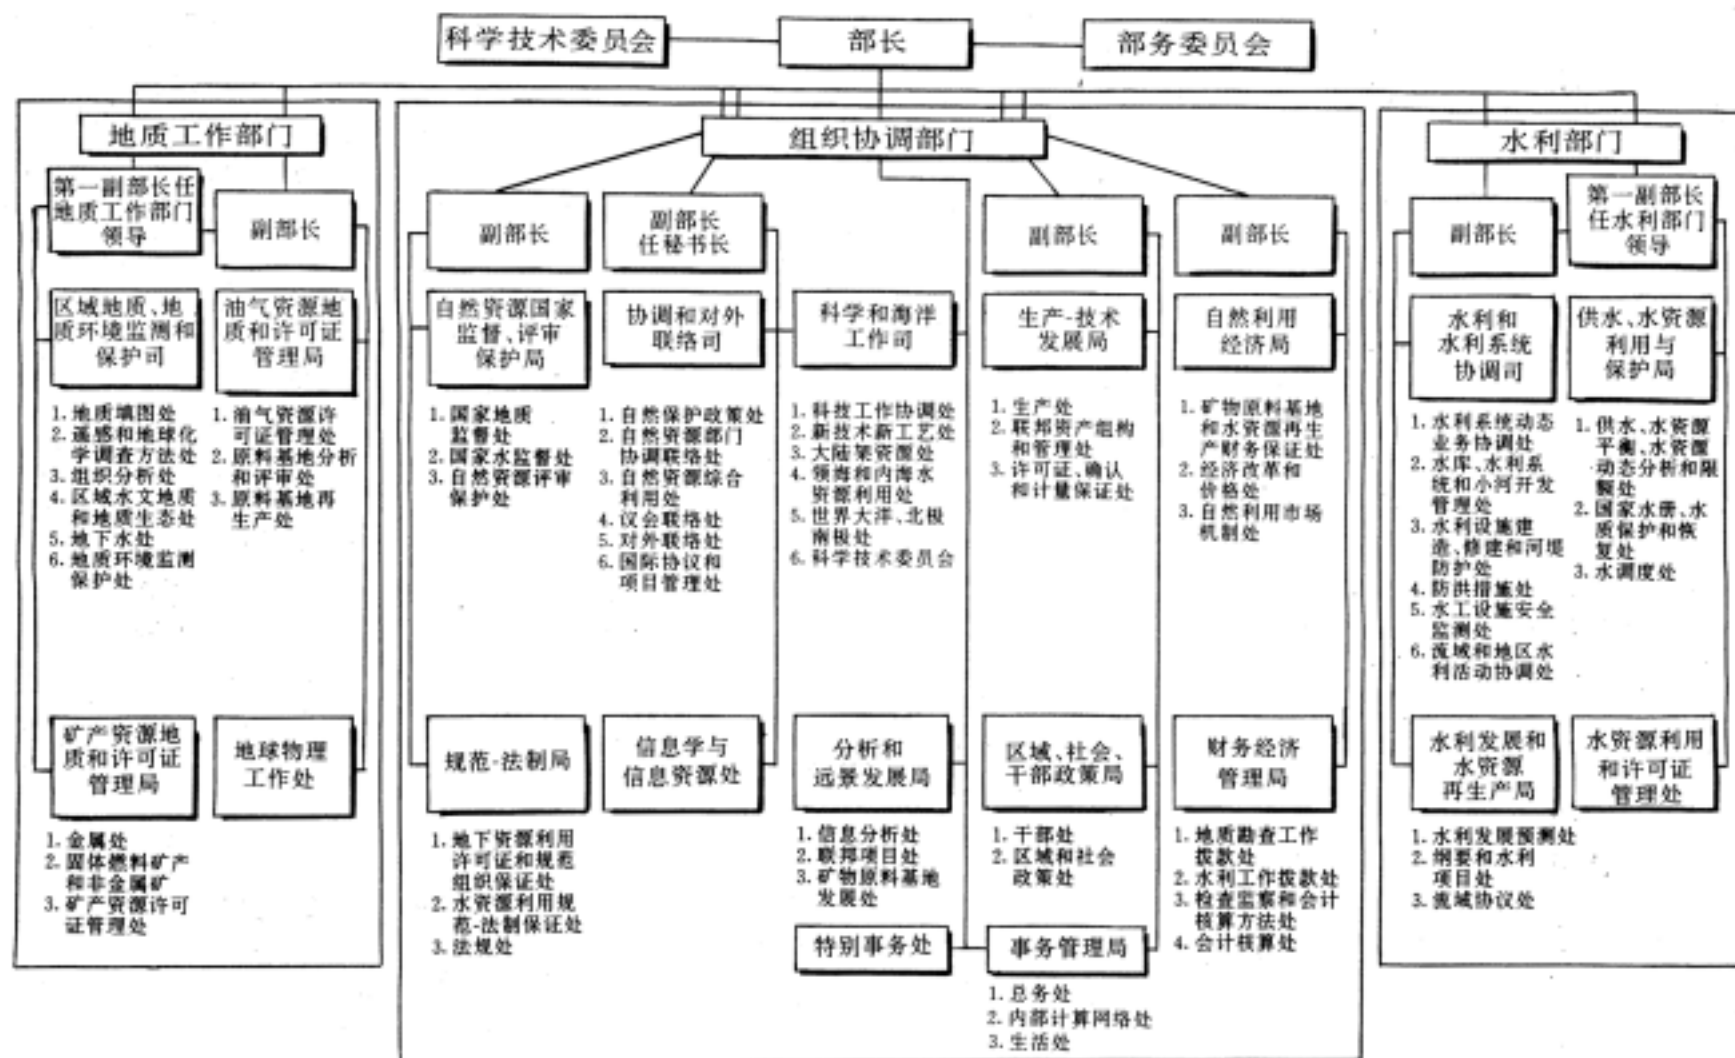 科学技术委员会
部长
部务委员会
地质工作部门
组织协调部门
水利部门
第一副部长任
地质工作部门
领导
副部长
副部长
副部长
任秘书长
副部长
副部长
副部长
第一副部长
任水利部门
领导
区域地质、地
质环境监测和
保护司
油气资源地
质和许可证
管理局
自然资源国家
监督、评审
保护局
协调和对外
联络司
科学和海洋
工作司
生产-技术
发展局
自然利用
经济局
水利和
水利系统
协调司
供水、水资源
利用与
保护局
1. 地质填图处
2. 遥感和地球化
学调查方法处
3. 组织分析处
4. 区域水文地质
和地质生态处
5. 地下水处
6. 地质环境监测
保护处
1. 油气资源许
可证管理处
2. 原料基地分析
和评审处
3. 原料基地再
生产处
1. 国家地质
监督处
2. 国家水监督处
3. 自然资源评审
保护处
1. 自然保护政策处
2. 自然资源部门
协调联络处
3. 自然资源综合
利用处
4. 议会联络处
5. 对外联络处
6. 国际协议和
项目管理处
1. 科技工作协调处
2. 新技术新工艺处
3. 大陆架资源处
4. 领海和内海水
资源利用处
5. 世界大洋、北极
南极处
6. 科学技术委员会
1. 生产处
2. 联邦资产组构
和管理处
3. 许可证、确认
和计量保证处
1. 矿物原料基地
和水资源再生
产财务保证处
2. 经济改革和
价格处
3. 自然利用市场
机制处
1. 水利系统动态
业务协调处
2. 水库、水利系
统和小河开发
管理处
3. 水利设施建
造、修建和河堤
防护处
4. 防洪措施处
5. 水工设施安全
监测处
6. 流域和地区水
利活动协调处
1. 供水、水资源
平衡、水资源
动态分析和限
额处
2. 国家水册、水
质保护和恢
复处
3. 水调度处
矿产资源地
质和许可证
管理局
地球物理
工作处
规范-法制局
信息学与
信息资源处
分析和
远景发展局
区域、社会、
干部政策局
财务经济
管理局
水利发展和
水资源
再生产局
水资源利用
和许可证
管理处
1. 金属处
2. 固体燃料矿产
和非金属矿
3. 矿产资源许可
证管理处
1. 地下资源利用
许可证和规范
组织保证处
2. 水资源利用规
范-法制保证处
3. 法规处
1. 信息分析处
2. 联邦项目处
3. 矿物原料基地
发展处
1. 干部处
2. 区域和社会
政策处
1. 地质勘查工作
拨款处
2. 水利工作拨款处
3. 检查监察和会计
核算方法处
4. 会计核算处
1. 水利发展预测处
2. 纲要和水利
项目处
3. 流域协议处
特别事务处
事务管理局
1. 总务处
2. 内部计算网络处
3. 生活处